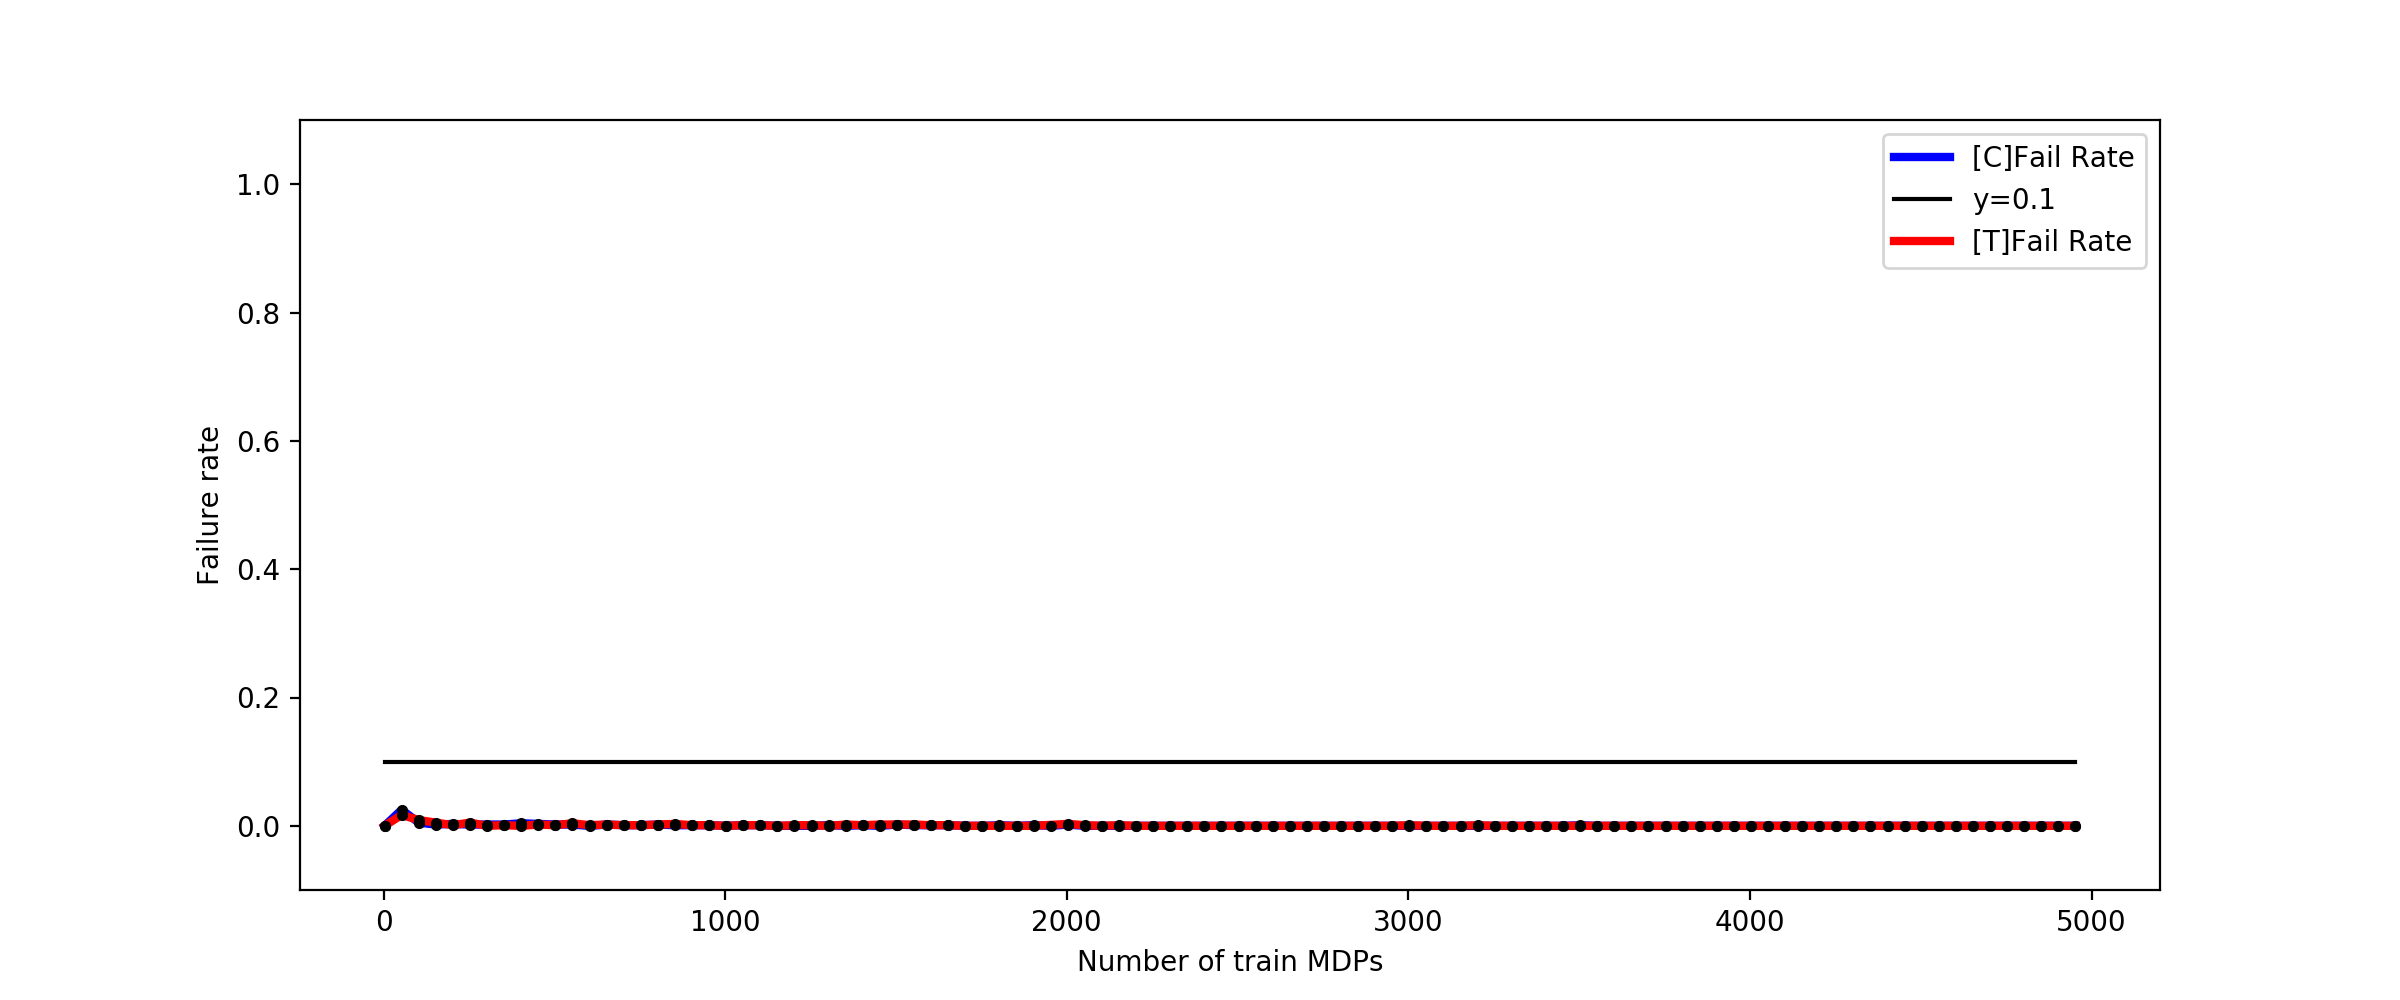 [C]Fail Rate
y=0.1
[T]Fail Rate
1.0
0.8
0.6
0.4
0.2
0.0
Failure rate
0 1000 2000 3000 4000 5000
Number of train MDPs